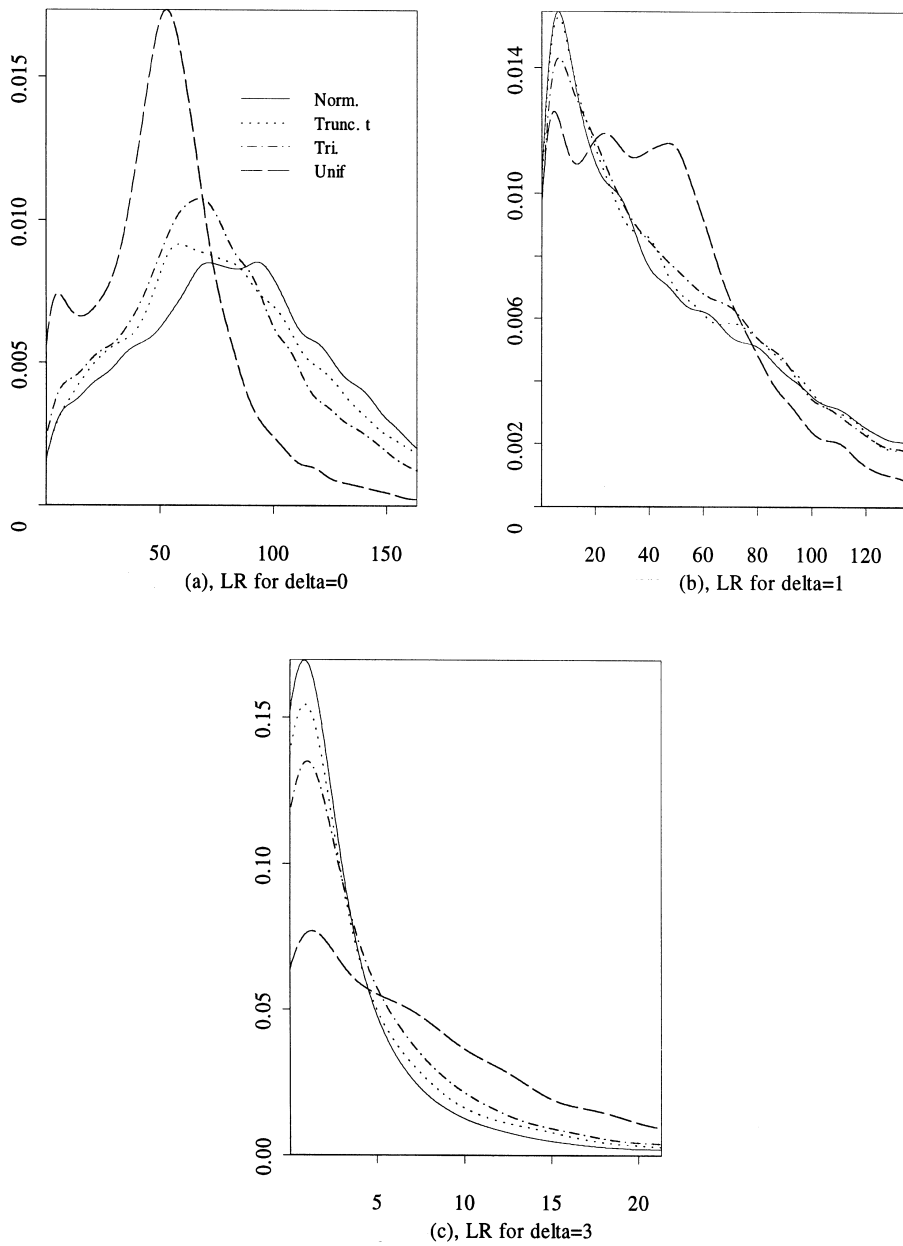 0.015
0.010
0.005
0
Norm.
Trunc. t
Tri.
Unif
50 100 150
(a), LR for delta=0
0.014
0.010
0.006
0.002
0
20 40 60 80 100 120
(b), LR for delta=1
0.15
0.10
0.05
0.00
5 10 15 20
(c), LR for delta=3